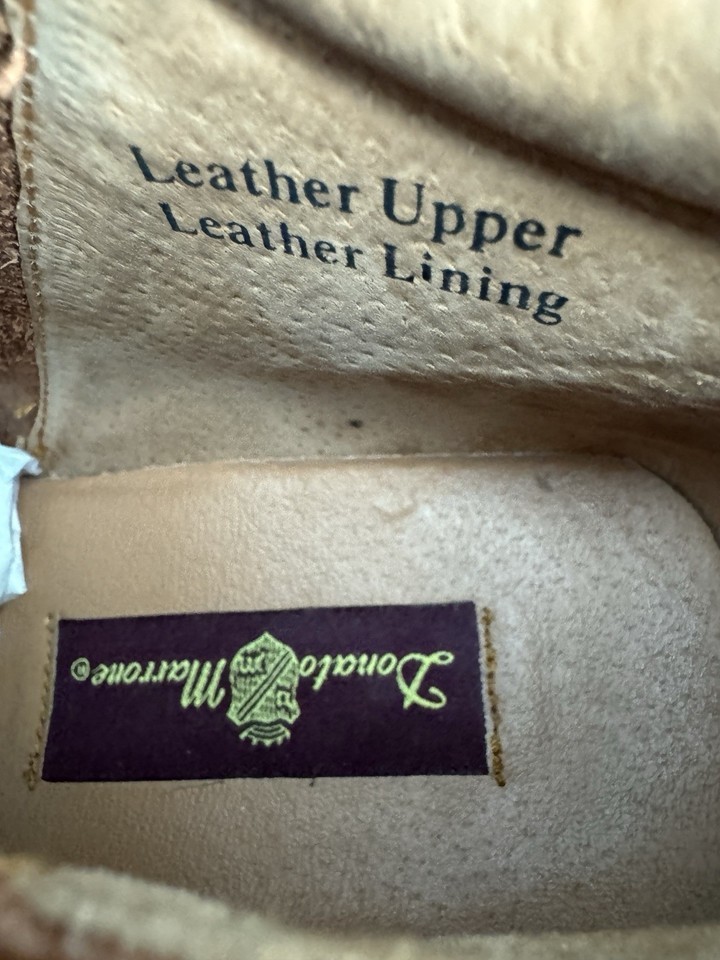 Leather Upper
Leather Lining
Donato Marrone®